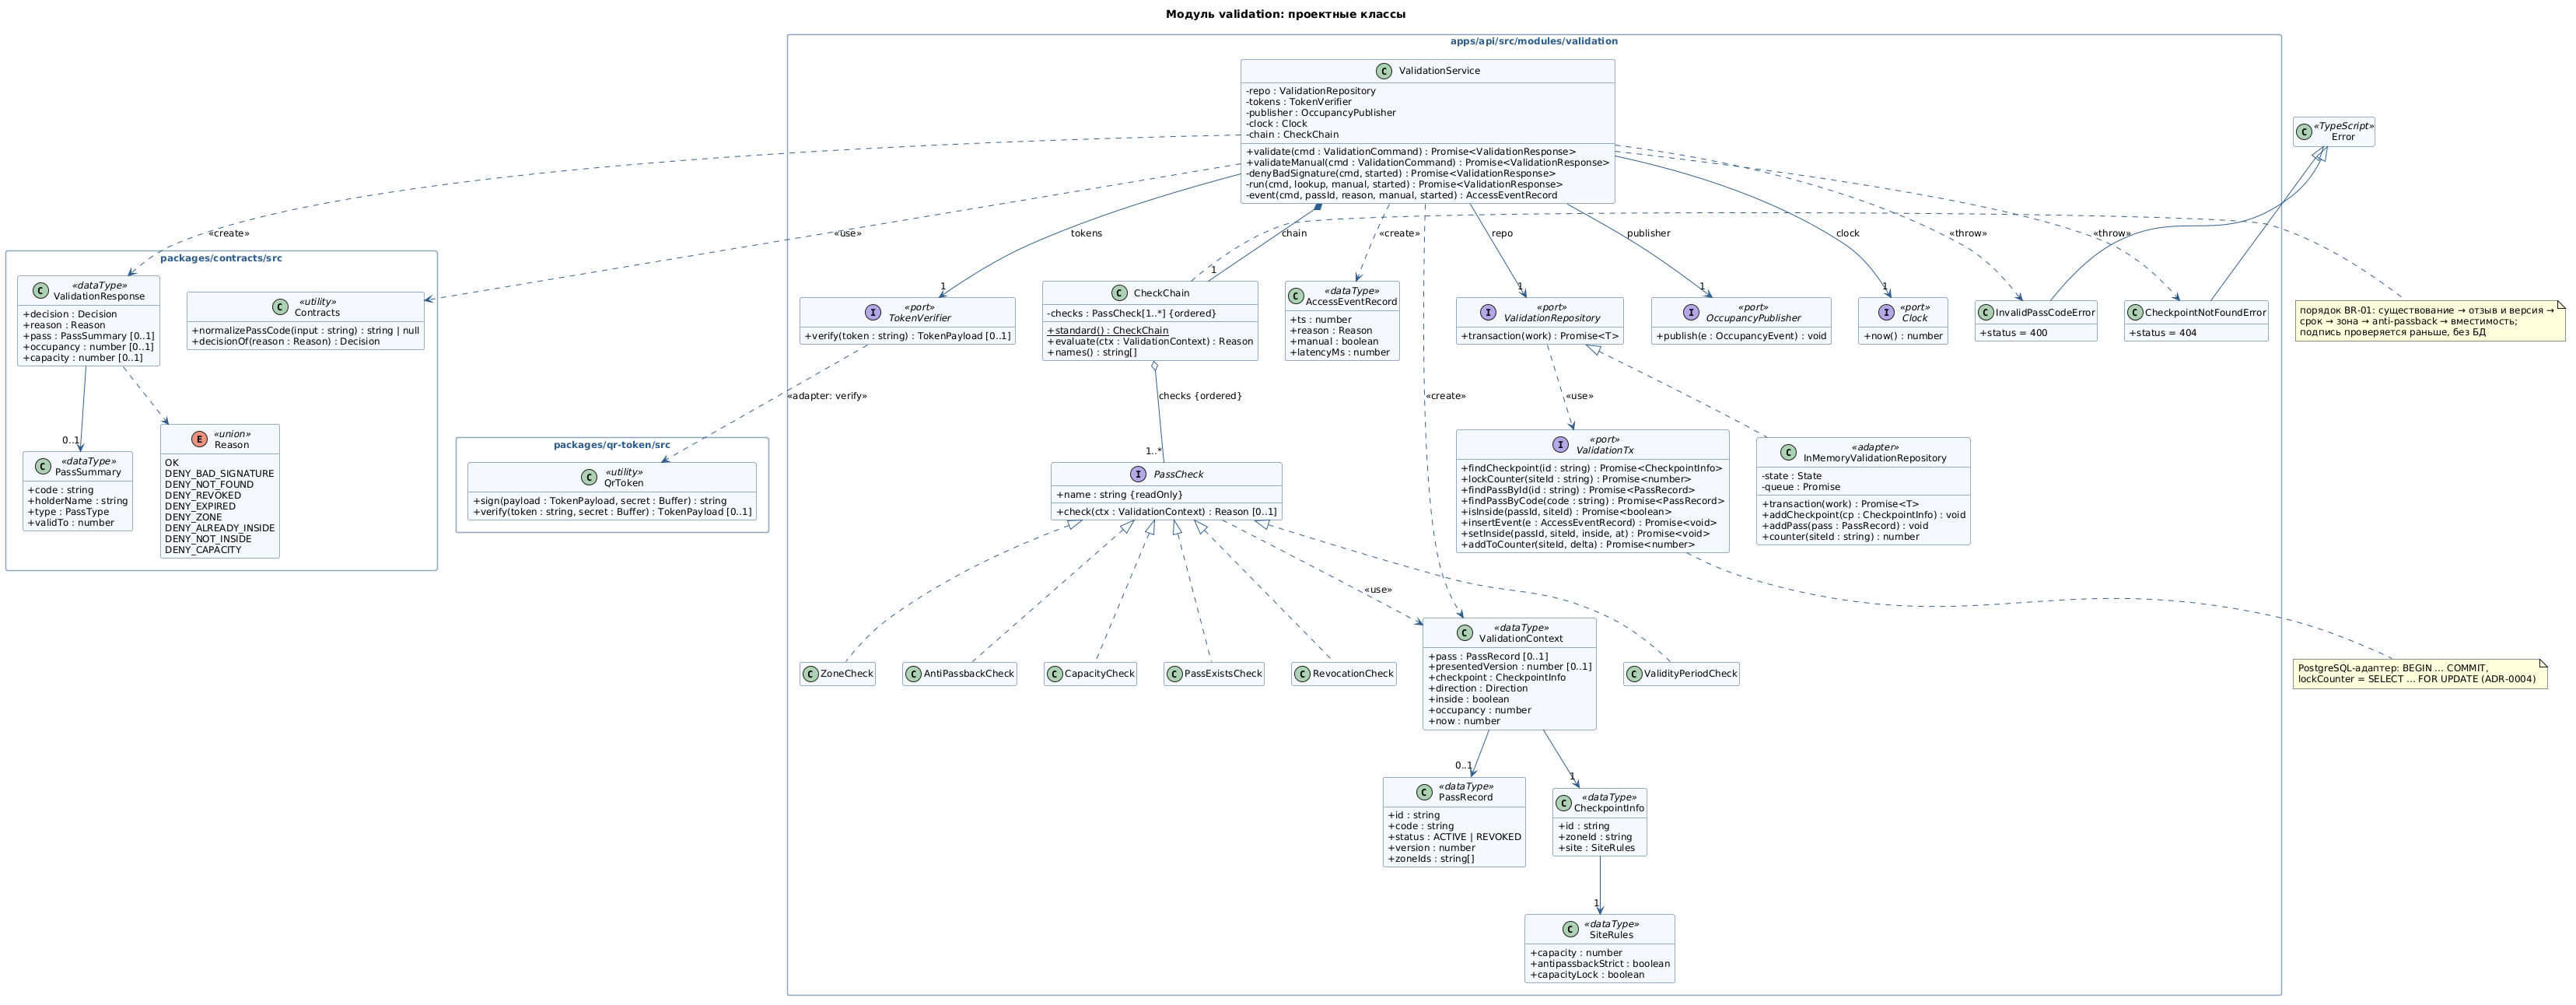 Модуль validation: проектные классы
apps/api/src/modules/validation
C ValidationService
-repo : ValidationRepository
-tokens : TokenVerifier
-publisher : OccupancyPublisher
-clock : Clock
-chain : CheckChain
+validate(cmd : ValidationCommand) : Promise<ValidationResponse>
+validateManual(cmd : ValidationCommand) : Promise<ValidationResponse>
-denyBadSignature(cmd, started) : Promise<ValidationResponse>
-run(cmd, lookup, manual, started) : Promise<ValidationResponse>
-event(cmd, passId, reason, manual, started) : AccessEventRecord
C «TypeScript»
Error
«create»
«use»
tokens
chain
«create»
repo
publisher
clock
«throw»
«throw»
1
1
1
1
1
packages/contracts/src
C «dataType»
ValidationResponse
+decision : Decision
+reason : Reason
+pass : PassSummary [0..1]
+occupancy : number [0..1]
+capacity : number [0..1]
C «utility»
Contracts
+normalizePassCode(input : string) : string | null
+decisionOf(reason : Reason) : Decision
I «port»
TokenVerifier
+verify(token : string) : TokenPayload [0..1]
C CheckChain
-checks : PassCheck[1..*] {ordered}
+standard() : CheckChain
+evaluate(ctx : ValidationContext) : Reason
+names() : string[]
C «dataType»
AccessEventRecord
+ts : number
+reason : Reason
+manual : boolean
+latencyMs : number
I «port»
ValidationRepository
+transaction(work) : Promise<T>
I «port»
OccupancyPublisher
+publish(e : OccupancyEvent) : void
I «port»
Clock
+now() : number
C InvalidPassCodeError
+status = 400
C CheckpointNotFoundError
+status = 404
порядок BR-01: существование → отзыв и версия →
срок → зона → anti-passback → вместимость;
подпись проверяется раньше, без БД
«adapter: verify»
checks {ordered}
«create»
«use»
0..1
1..*
C «dataType»
PassSummary
+code : string
+holderName : string
+type : PassType
+validTo : number
E «union»
Reason
OK
DENY_BAD_SIGNATURE
DENY_NOT_FOUND
DENY_REVOKED
DENY_EXPIRED
DENY_ZONE
DENY_ALREADY_INSIDE
DENY_NOT_INSIDE
DENY_CAPACITY
packages/qr-token/src
C «utility»
QrToken
+sign(payload : TokenPayload, secret : Buffer) : string
+verify(token : string, secret : Buffer) : TokenPayload [0..1]
I PassCheck
+name : string {readOnly}
+check(ctx : ValidationContext) : Reason [0..1]
I «port»
ValidationTx
+findCheckpoint(id : string) : Promise<CheckpointInfo>
+lockCounter(siteId : string) : Promise<number>
+findPassById(id : string) : Promise<PassRecord>
+findPassByCode(code : string) : Promise<PassRecord>
+isInside(passId, siteId) : Promise<boolean>
+insertEvent(e : AccessEventRecord) : Promise<void>
+setInside(passId, siteId, inside, at) : Promise<void>
+addToCounter(siteId, delta) : Promise<number>
C «adapter»
InMemoryValidationRepository
-state : State
-queue : Promise
+transaction(work) : Promise<T>
+addCheckpoint(cp : CheckpointInfo) : void
+addPass(pass : PassRecord) : void
+counter(siteId : string) : number
«use»
C ZoneCheck
C AntiPassbackCheck
C CapacityCheck
C PassExistsCheck
C RevocationCheck
C «dataType»
ValidationContext
+pass : PassRecord [0..1]
+presentedVersion : number [0..1]
+checkpoint : CheckpointInfo
+direction : Direction
+inside : boolean
+occupancy : number
+now : number
C ValidityPeriodCheck
PostgreSQL-адаптер: BEGIN ... COMMIT,
lockCounter = SELECT ... FOR UPDATE (ADR-0004)
0..1
1
C «dataType»
PassRecord
+id : string
+code : string
+status : ACTIVE | REVOKED
+version : number
+zoneIds : string[]
C «dataType»
CheckpointInfo
+id : string
+zoneId : string
+site : SiteRules
1
C «dataType»
SiteRules
+capacity : number
+antipassbackStrict : boolean
+capacityLock : boolean